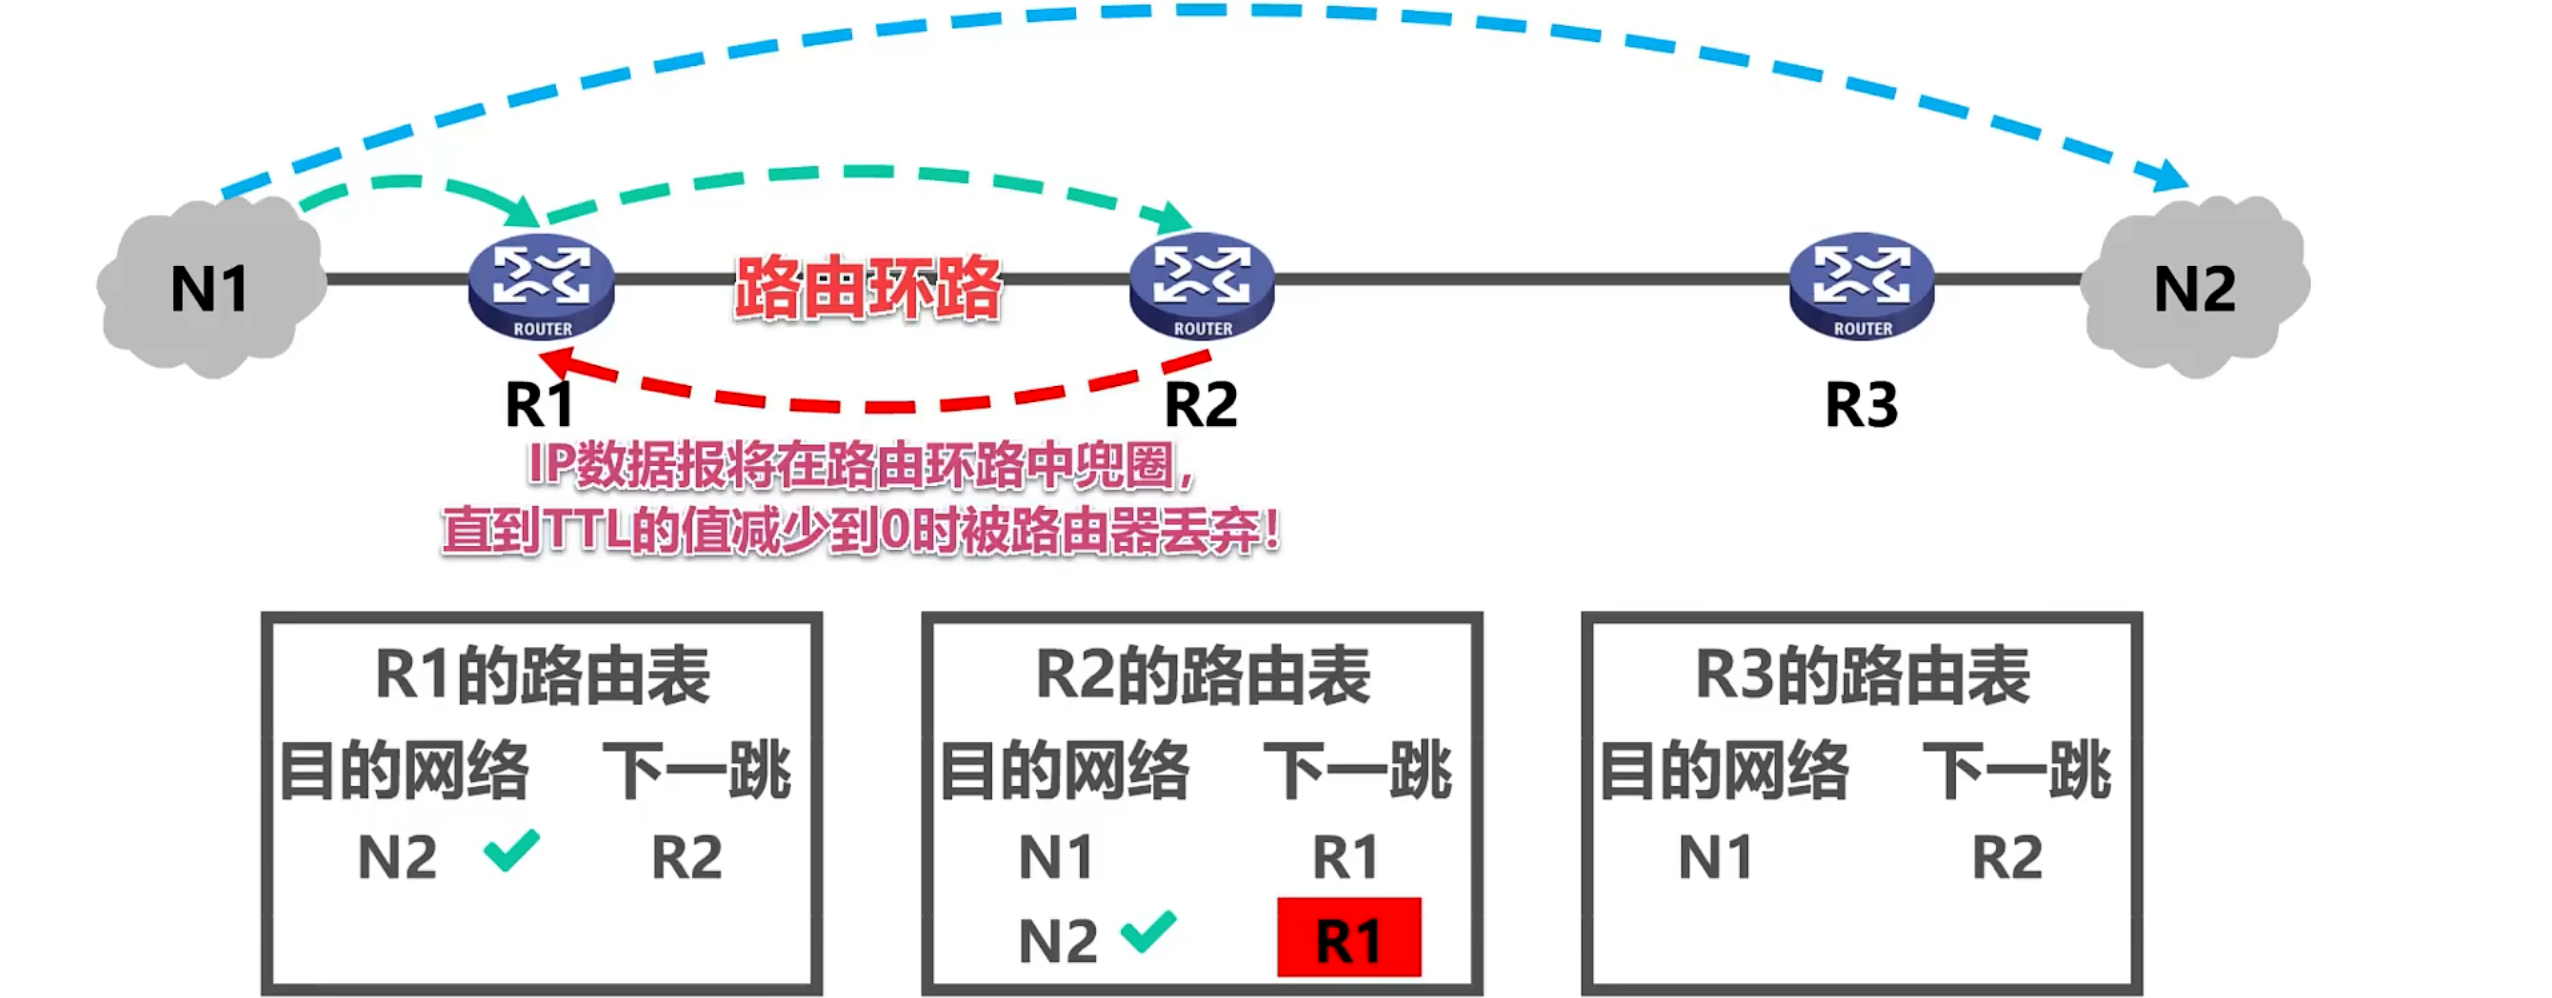 N1
ROUTER
路由环路
ROUTER
ROUTER
N2
R1
R2
R3
IP数据报将在路由环路中兜圈，
直到TTL的值减少到0时被路由器丢弃！
R1的路由表
目的网络 下一跳
N2 R2
R2的路由表
目的网络 下一跳
N1 R1
N2 R1
R3的路由表
目的网络 下一跳
N1 R2